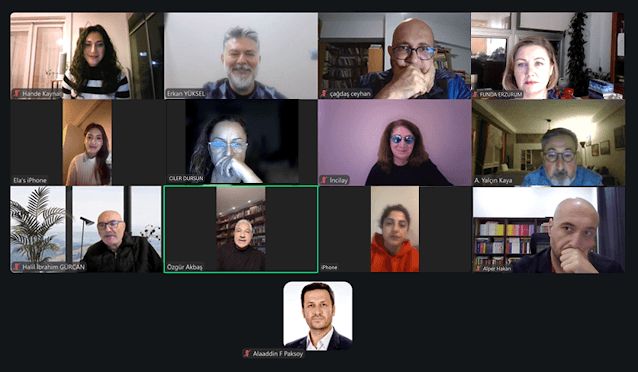 Hande Kaynak
Erkan YÜKSEL
çağdaş ceyhan
FUNDA ERZURUM
Ela's iPhone
CILER DURSUN
İncilay
A. Yalçın Kaya
Halil İbrahim GÜRCAN
Özgür Akbaş
iPhone
Alper Hakan
Alaaddin F Paksoy